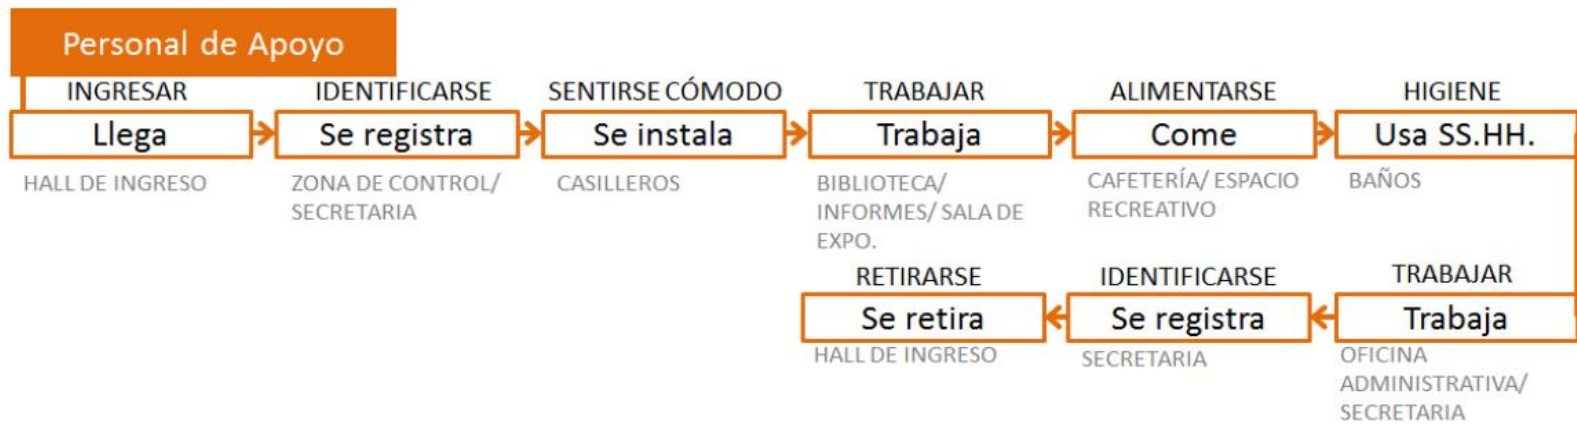 Personal de Apoyo
INGRESAR
Llega
HALL DE INGRESO
IDENTIFICARSE
Se registra
ZONA DE CONTROL/
SECRETARIA
SENTIRSE CÓMODO
Se instala
CASILLEROS
TRABAJAR
Trabaja
BIBLIOTECA/
INFORMES/ SALA DE
EXPO.
ALIMENTARSE
Come
CAFETERÍA/ ESPACIO
RECREATIVO
HIGIENE
Usa SS.HH.
BAÑOS
TRABAJAR
Trabaja
OFICINA
ADMINISTRATIVA/
SECRETARIA
IDENTIFICARSE
Se registra
SECRETARIA
RETIRARSE
Se retira
HALL DE INGRESO